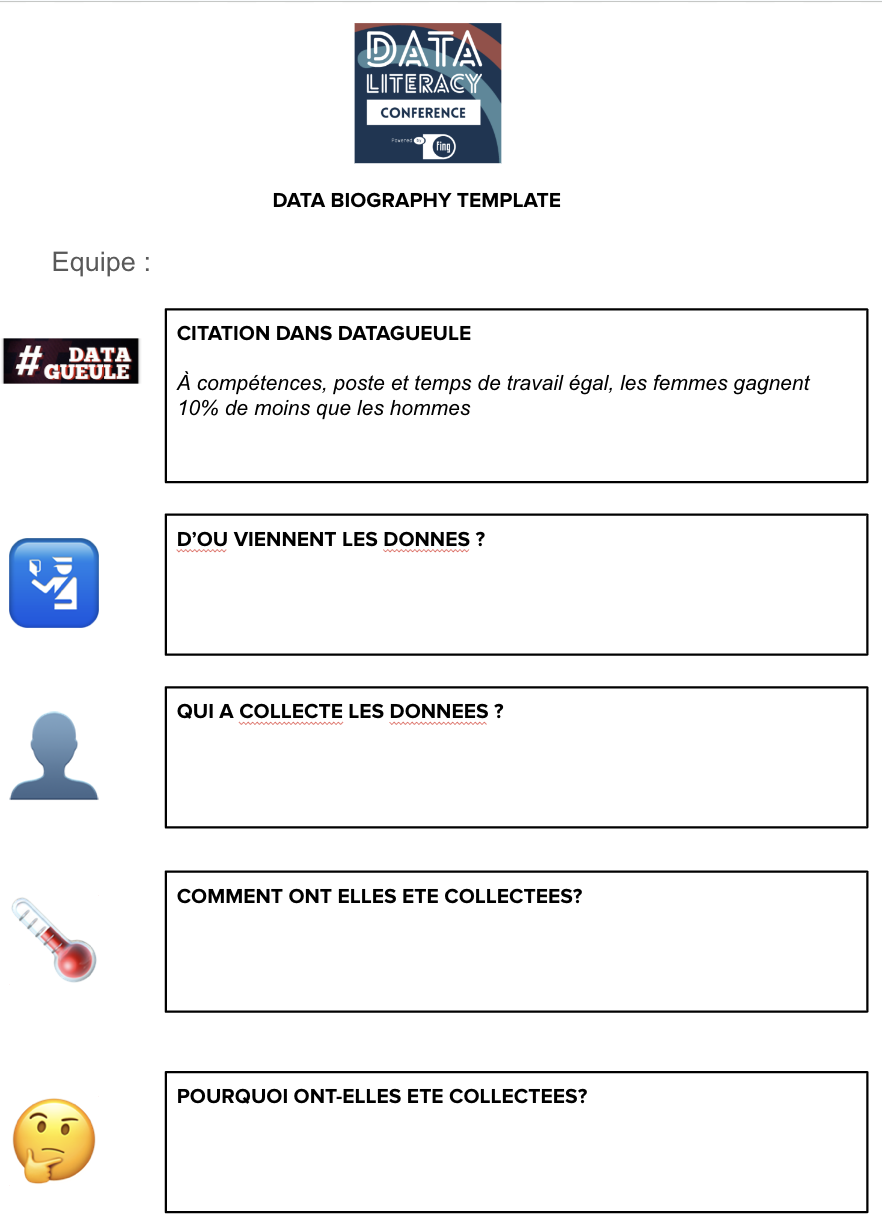 DATA
LITERACY
CONFERENCE
Powered by fing
DATA BIOGRAPHY TEMPLATE
Equipe :
# DATA
GUEULE
CITATION DANS DATAGUEULE
À compétences, poste et temps de travail égal, les femmes gagnent
10% de moins que les hommes
D’OU VIENNENT LES DONNES ?
QUI A COLLECTE LES DONNEES ?
COMMENT ONT ELLES ETE COLLECTEES?
POURQUOI ONT-ELLES ETE COLLECTEES?